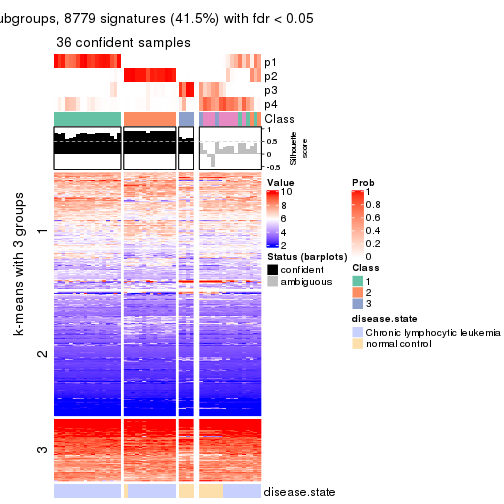 ubgroups, 8779 signatures (41.5%) with fdr < 0.05
36 confident samples
p1
p2
p3
p4
Class
1
0.5
0
-0.5
Silhouette
score
k-means with 3 groups
1
2
3
disease.state
Value
10
8
6
4
2
Status (barplots)
confident
ambiguous
Prob
1
0.8
0.6
0.4
0.2
0
Class
1
2
3
disease.state
Chronic lymphocytic leukemia
normal control